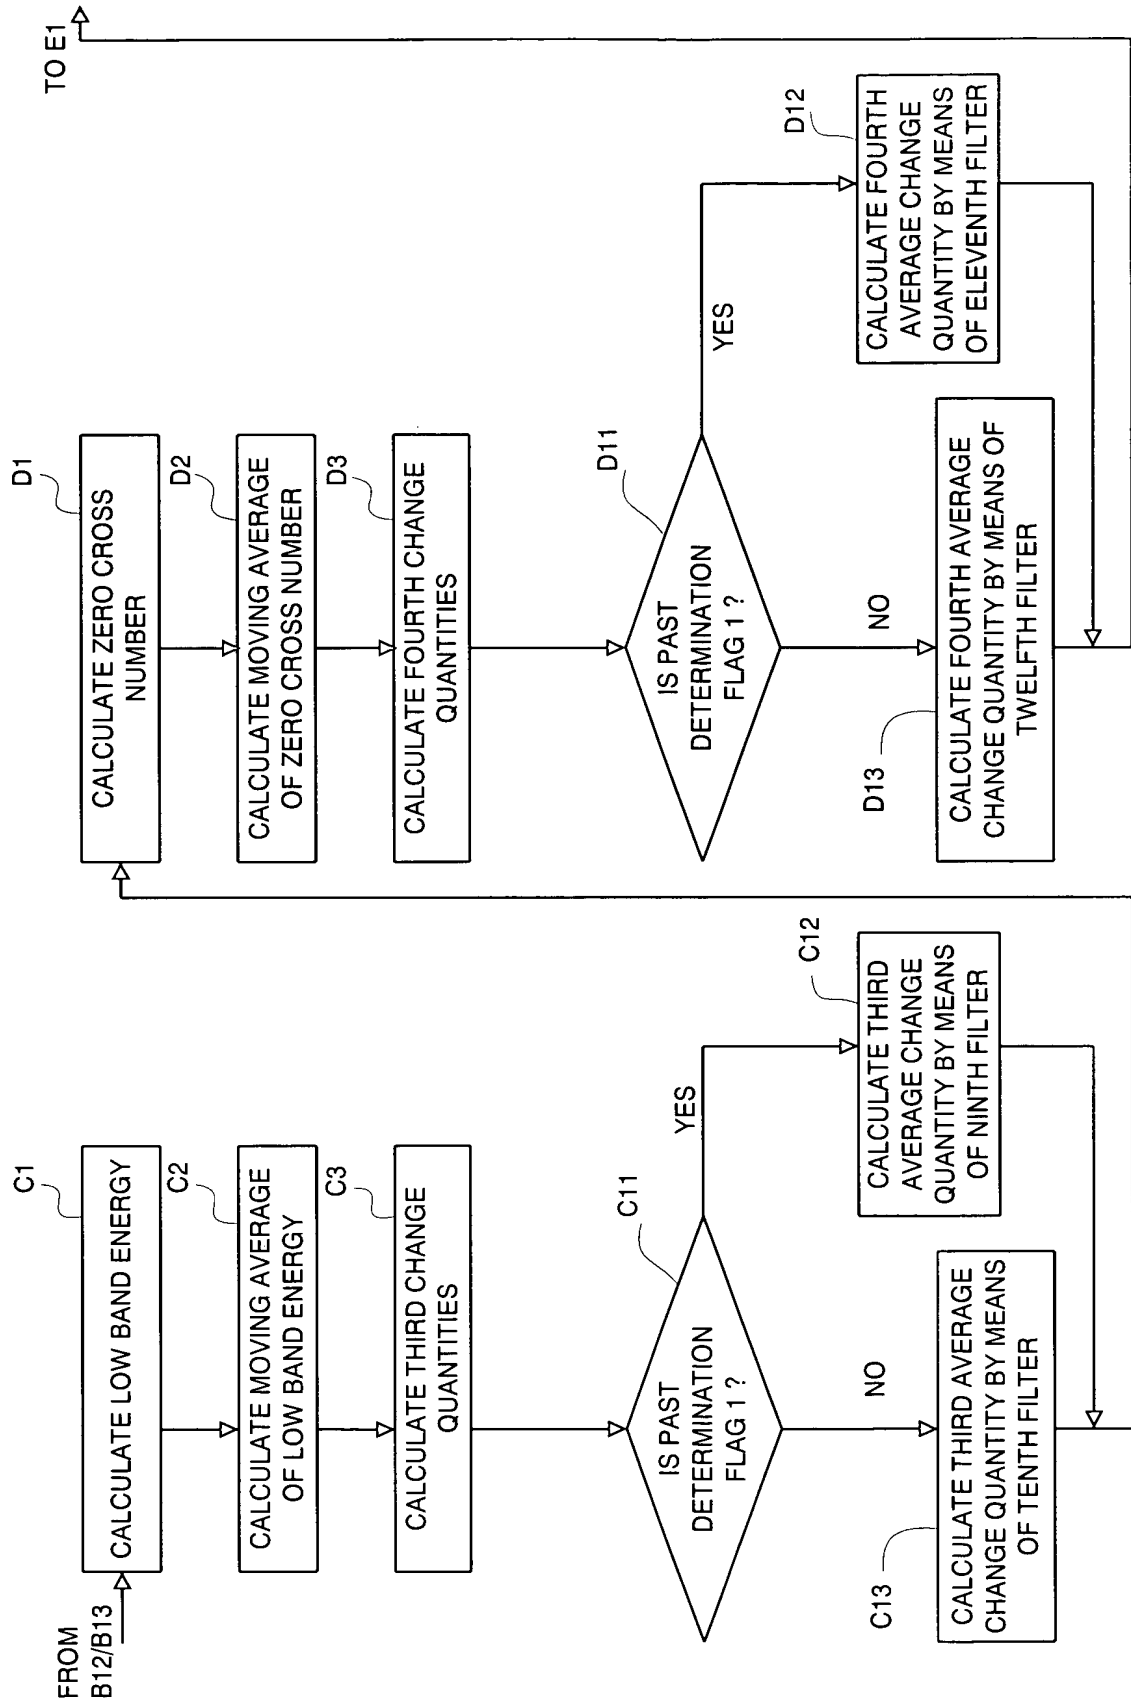 FROM
B12/B13
C1
CALCULATE LOW BAND ENERGY
C2
CALCULATE MOVING AVERAGE
OF LOW BAND ENERGY
C3
CALCULATE THIRD CHANGE
QUANTITIES
C11
IS PAST
DETERMINATION
FLAG 1 ?
YES
NO
C12
CALCULATE THIRD
AVERAGE CHANGE
QUANTITY BY MEANS
OF NINTH FILTER
C13
CALCULATE THIRD AVERAGE
CHANGE QUANTITY BY MEANS
OF TENTH FILTER
D1
CALCULATE ZERO CROSS
NUMBER
D2
CALCULATE MOVING AVERAGE
OF ZERO CROSS NUMBER
D3
CALCULATE FOURTH CHANGE
QUANTITIES
D11
IS PAST
DETERMINATION
FLAG 1 ?
YES
NO
D12
CALCULATE FOURTH
AVERAGE CHANGE
QUANTITY BY MEANS
OF ELEVENTH FILTER
D13
CALCULATE FOURTH AVERAGE
CHANGE QUANTITY BY MEANS OF
TWELFTH FILTER
TO E1